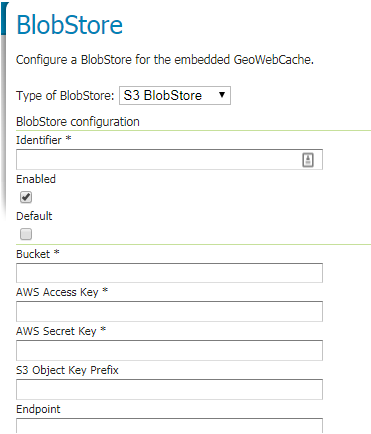 BlobStore
Configure a BlobStore for the embedded GeoWebCache.
Type of BlobStore: S3 BlobStore
BlobStore configuration
Identifier *
Enabled
Default
Bucket *
AWS Access Key *
AWS Secret Key *
S3 Object Key Prefix
Endpoint